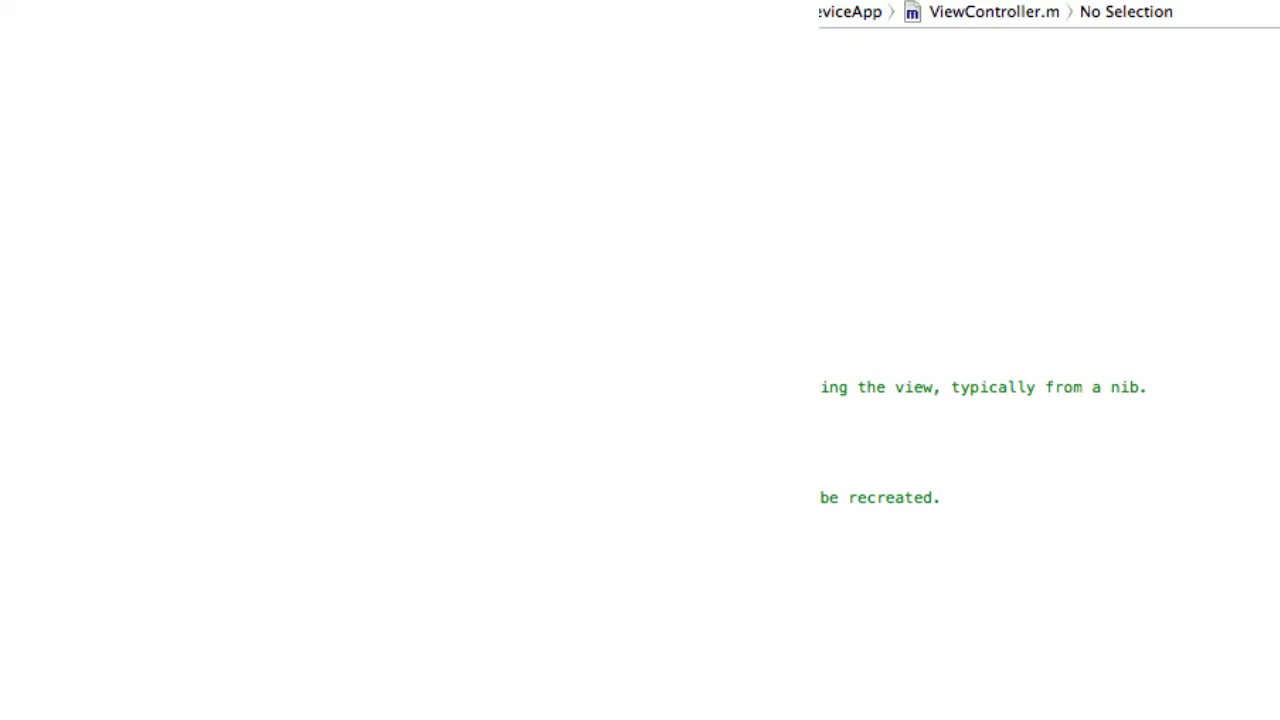 eviceApp 〉 ViewController.m 〉 No Selection
ing the view, typically from a nib.
be recreated.